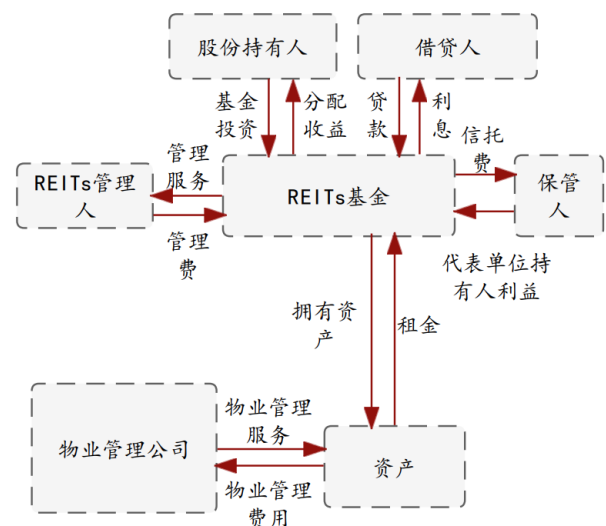 股份持有人
借贷人
基金
投资
分配
收益
贷
款
利
息
管理
服务
信托
费
REITs管理
人
REITs基金
保管
人
管理
费
代表单位持
有人利益
拥有资
产
租金
物业管理
服务
物业管理公司
资产
物业管理
费用